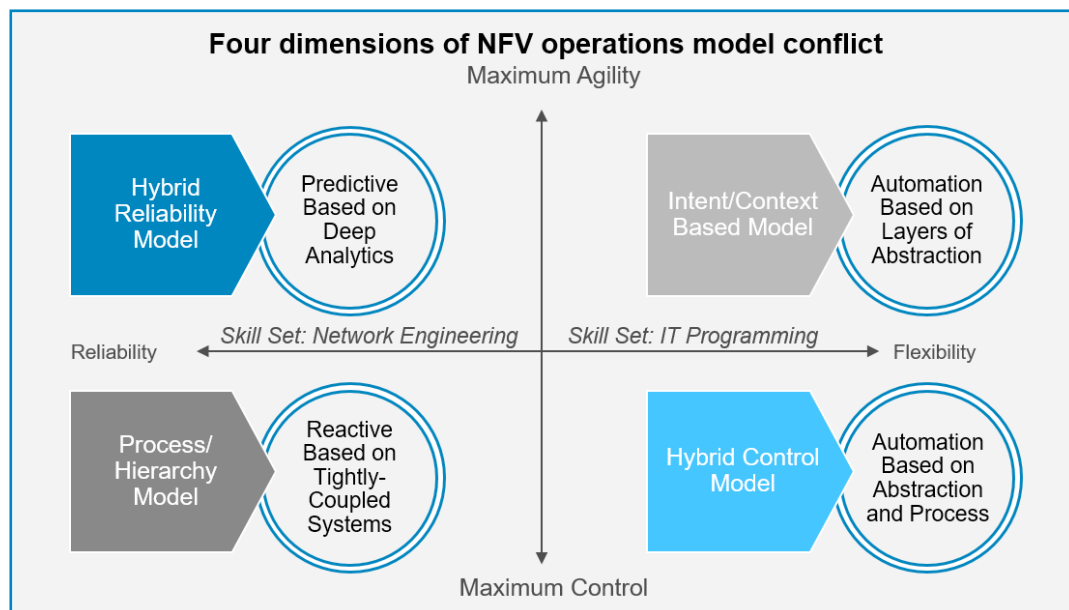 Four dimensions of NFV operations model conflict
Maximum Agility
Hybrid
Reliability
Model
Predictive
Based on
Deep
Analytics
Intent/Context
Based Model
Automation
Based on
Layers of
Abstraction
Skill Set: Network Engineering
Skill Set: IT Programming
Reliability
Flexibility
Process/
Hierarchy
Model
Reactive
Based on
Tightly-
Coupled
Systems
Hybrid Control
Model
Automation
Based on
Abstraction
and Process
Maximum Control